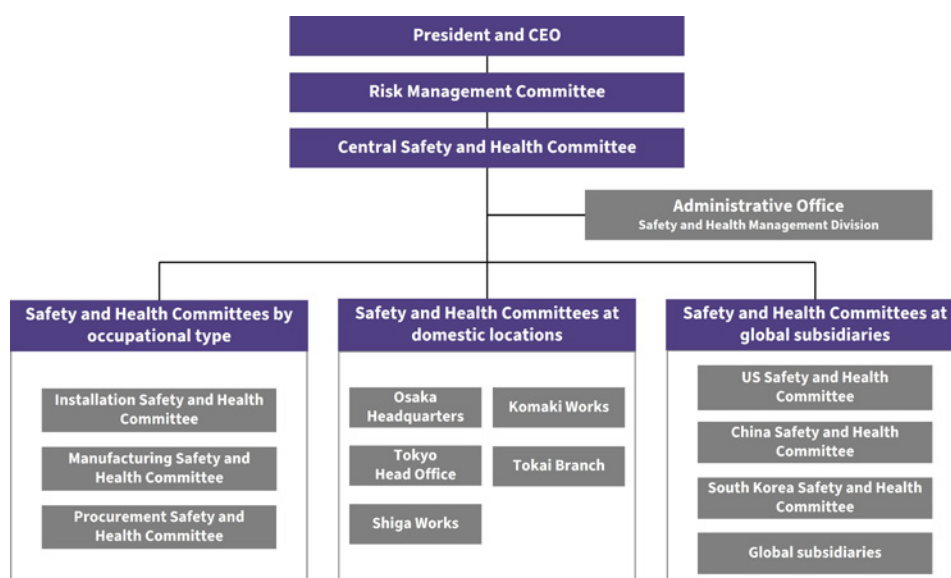 President and CEO
Risk Management Committee
Central Safety and Health Committee
Administrative Office
Safety and Health Management Division
Safety and Health Committees by
occupational type
Installation Safety and Health
Committee
Manufacturing Safety and
Health Committee
Procurement Safety and
Health Committee
Safety and Health Committees at
domestic locations
Osaka
Headquarters
Komaki Works
Tokyo
Head Office
Tokai Branch
Shiga Works
Safety and Health Committees at
global subsidiaries
US Safety and Health
Committee
China Safety and Health
Committee
South Korea Safety and Health
Committee
Global subsidiaries